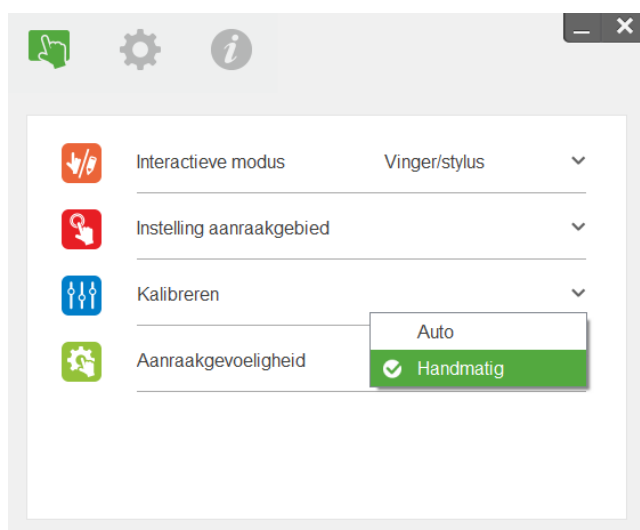 Interactieve modus Vinger/stylus
Instelling aanraakgebied
Kalibreren
Auto
Aanraakgevoeligheid
Handmatig